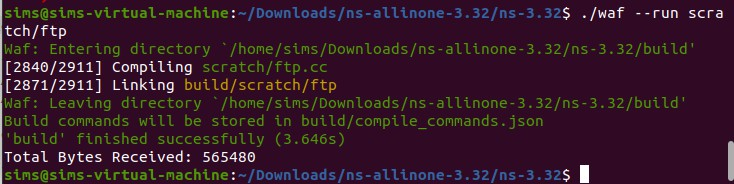 sims@sims-virtual-machine:~/Downloads/ns-allinone-3.32/ns-3.32$ ./waf --run scra
tch/ftp
Waf: Entering directory `/home/sims/Downloads/ns-allinone-3.32/ns-3.32/build'
[2840/2911] Compiling scratch/ftp.cc
[2871/2911] Linking build/scratch/ftp
Waf: Leaving directory `/home/sims/Downloads/ns-allinone-3.32/ns-3.32/build'
Build commands will be stored in build/compile_commands.json
'build' finished successfully (3.646s)
Total Bytes Received: 565480
sims@sims-virtual-machine:~/Downloads/ns-allinone-3.32/ns-3.32$